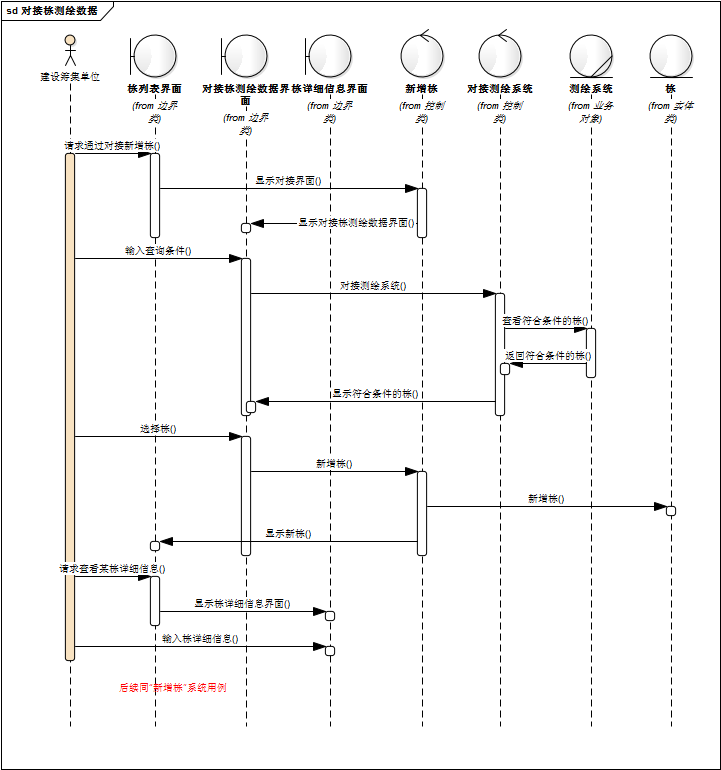 sd 对接栋测绘数据
建设筹集单位
栋列表界面
(from 边界
类)
对接栋测绘数据界
面
(from 边界
类)
栋详细信息界面
(from 边界
类)
新增栋
(from 控制
类)
对接测绘系统
(from 控制
类)
测绘系统
(from 业务
对象)
栋
(from 实体
类)
请求通过对接新增栋()
显示对接界面()
显示对接栋测绘数据界面()
输入查询条件()
对接测绘系统()
查看符合条件的栋()
返回符合条件的栋()
显示符合条件的栋()
选择栋()
新增栋()
新增栋()
显示新栋()
请求查看某栋详细信息()
显示栋详细信息界面()
输入栋详细信息()
后续同"新增栋"系统用例